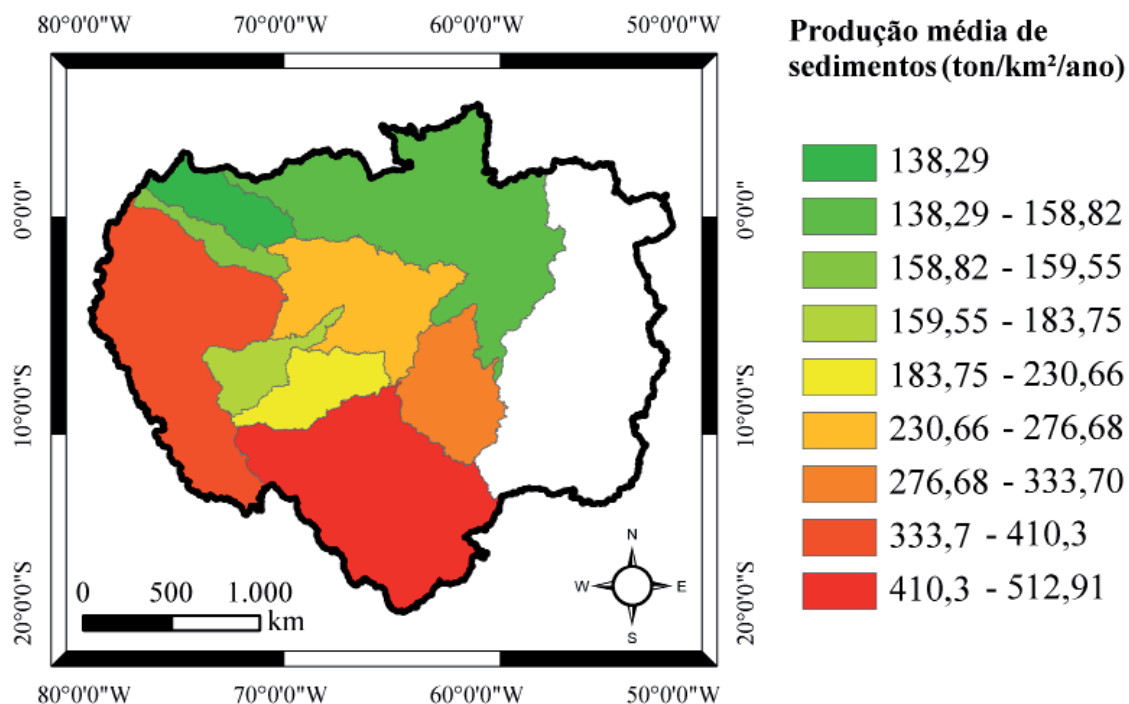 80°0'0"W 70°0'0"W 60°0'0"W 50°0'0"W
Produção média de
sedimentos (ton/km²/ano)
138,29
138,29 - 158,82
158,82 - 159,55
159,55 - 183,75
183,75 - 230,66
230,66 - 276,68
276,68 - 333,70
333,7 - 410,3
410,3 - 512,91
0°0'0"
10°0'0"S
20°0'0"S
0°0'0"
10°0'0"S
20°0'0"S
N
W E
S
0 500 1.000
km
80°0'0"W 70°0'0"W 60°0'0"W 50°0'0"W